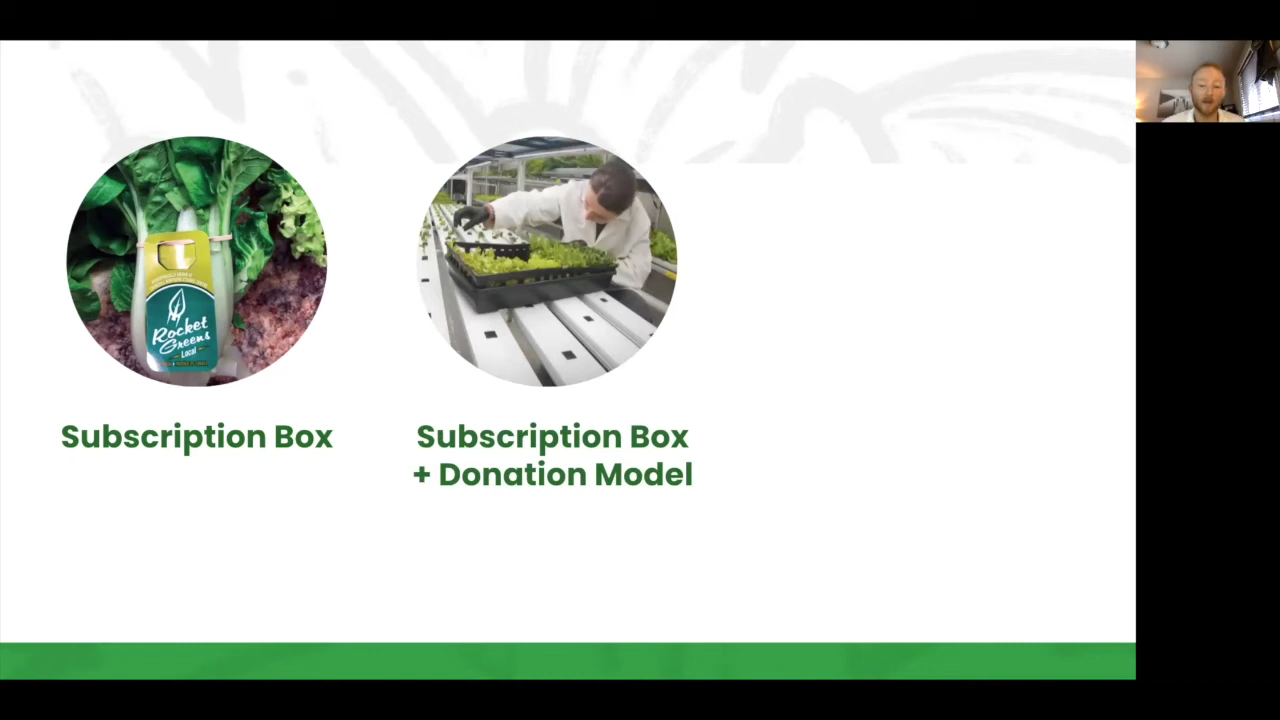 Rocket
Greens
Local
Subscription Box
Subscription Box
+ Donation Model